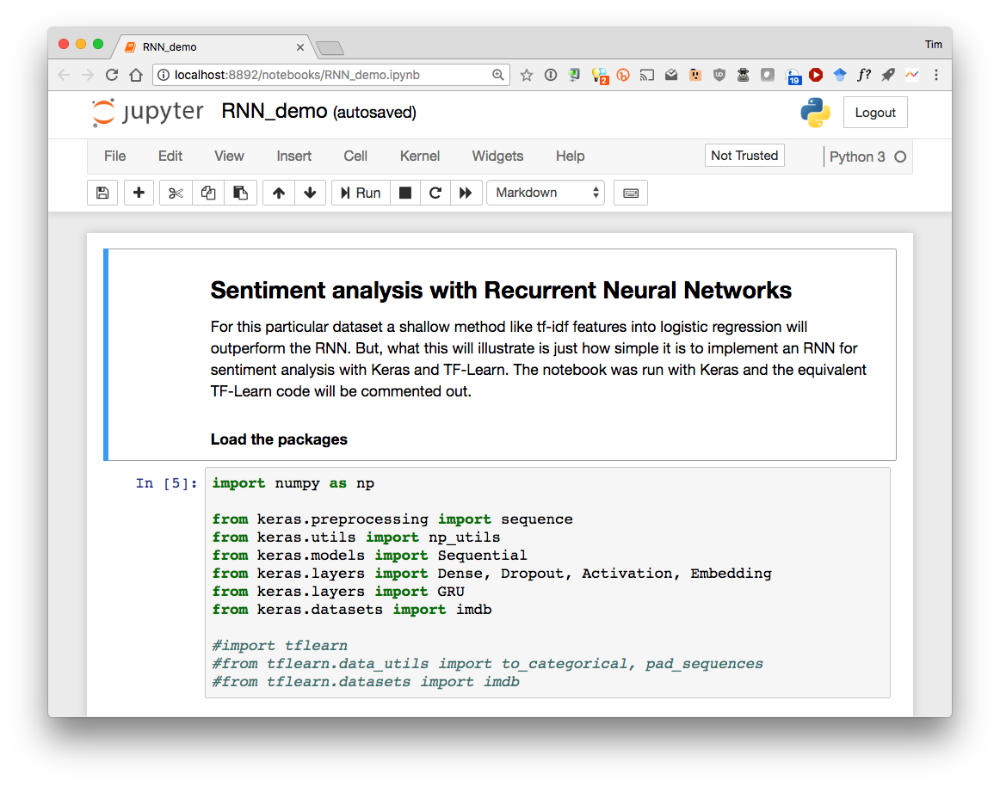 RNN_demo
Tim
localhost:8892/notebooks/RNN_demo.ipynb
2
19
f?
jupyter RNN_demo (autosaved)
Logout
File Edit View Insert Cell Kernel Widgets Help
Not Trusted
Python 3
Run
Markdown
Sentiment analysis with Recurrent Neural Networks
For this particular dataset a shallow method like tf-idf features into logistic regression will
outperform the RNN. But, what this will illustrate is just how simple it is to implement an RNN for
sentiment analysis with Keras and TF-Learn. The notebook was run with Keras and the equivalent
TF-Learn code will be commented out.
Load the packages
In [5]:
import numpy as np
from keras.preprocessing import sequence
from keras.utils import np_utils
from keras.models import Sequential
from keras.layers import Dense, Dropout, Activation, Embedding
from keras.layers import GRU
from keras.datasets import imdb
#import tflearn
#from tflearn.data_utils import to_categorical, pad_sequences
#from tflearn.datasets import imdb